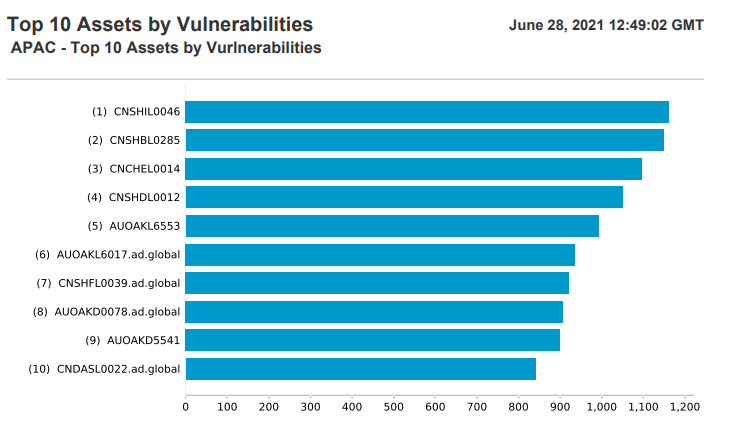 Top 10 Assets by Vulnerabilities
June 28, 2021 12:49:02 GMT
APAC - Top 10 Assets by Vurlnerabilities
(1) CNSHIL0046
(2) CNSHBL0285
(3) CNCHEL0014
(4) CNSHDL0012
(5) AUOAKL6553
(6) AUOAKL6017.ad.global
(7) CNSHFL0039.ad.global
(8) AUOAKD0078.ad.global
(9) AUOAKD5541
(10) CNDASL0022.ad.global
0 100 200 300 400 500 600 700 800 900 1,000 1,100 1,200